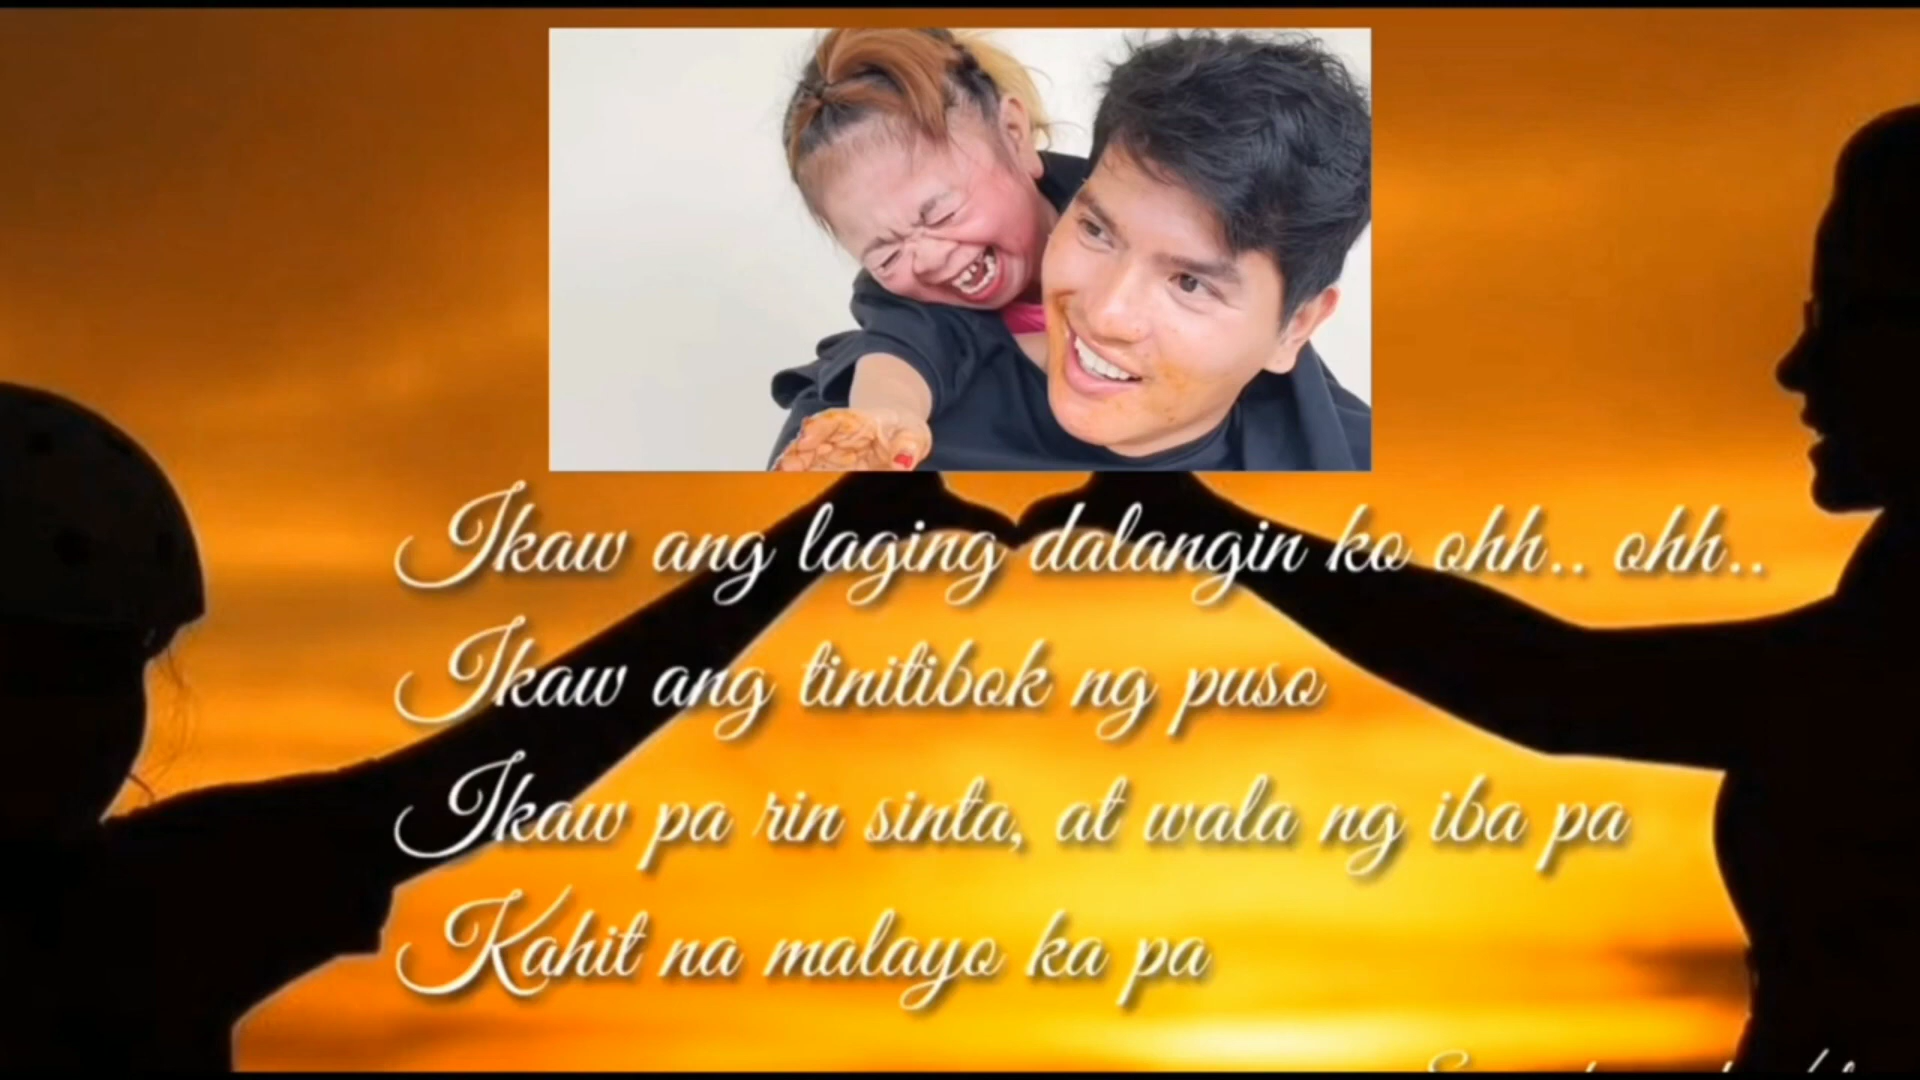 Ikaw ang laging dalangin ko ohh.. ohh..
Ikaw ang tinitibok ng puso
Ikaw pa rin sinta, at wala ng iba pa
Kahit na malayo ka pa